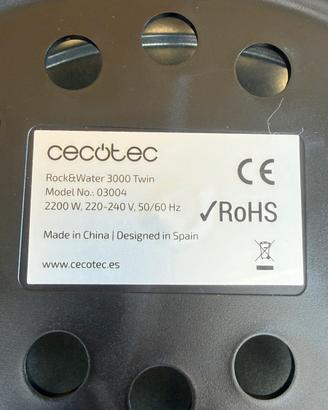 cecotec
CE
Rock&Water 3000 Twin
Model No.: 03004
2200 W, 220-240 V, 50/60 Hz
✓RoHS
Made in China | Designed in Spain
www.cecotec.es